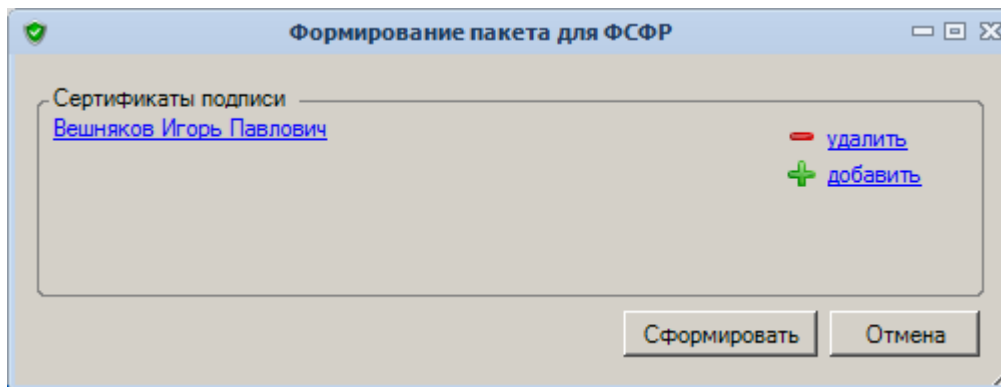 Формирование пакета для ФСФР
Сертификаты подписи
Вешняков Игорь Павлович
удалить
добавить
Сформировать
Отмена